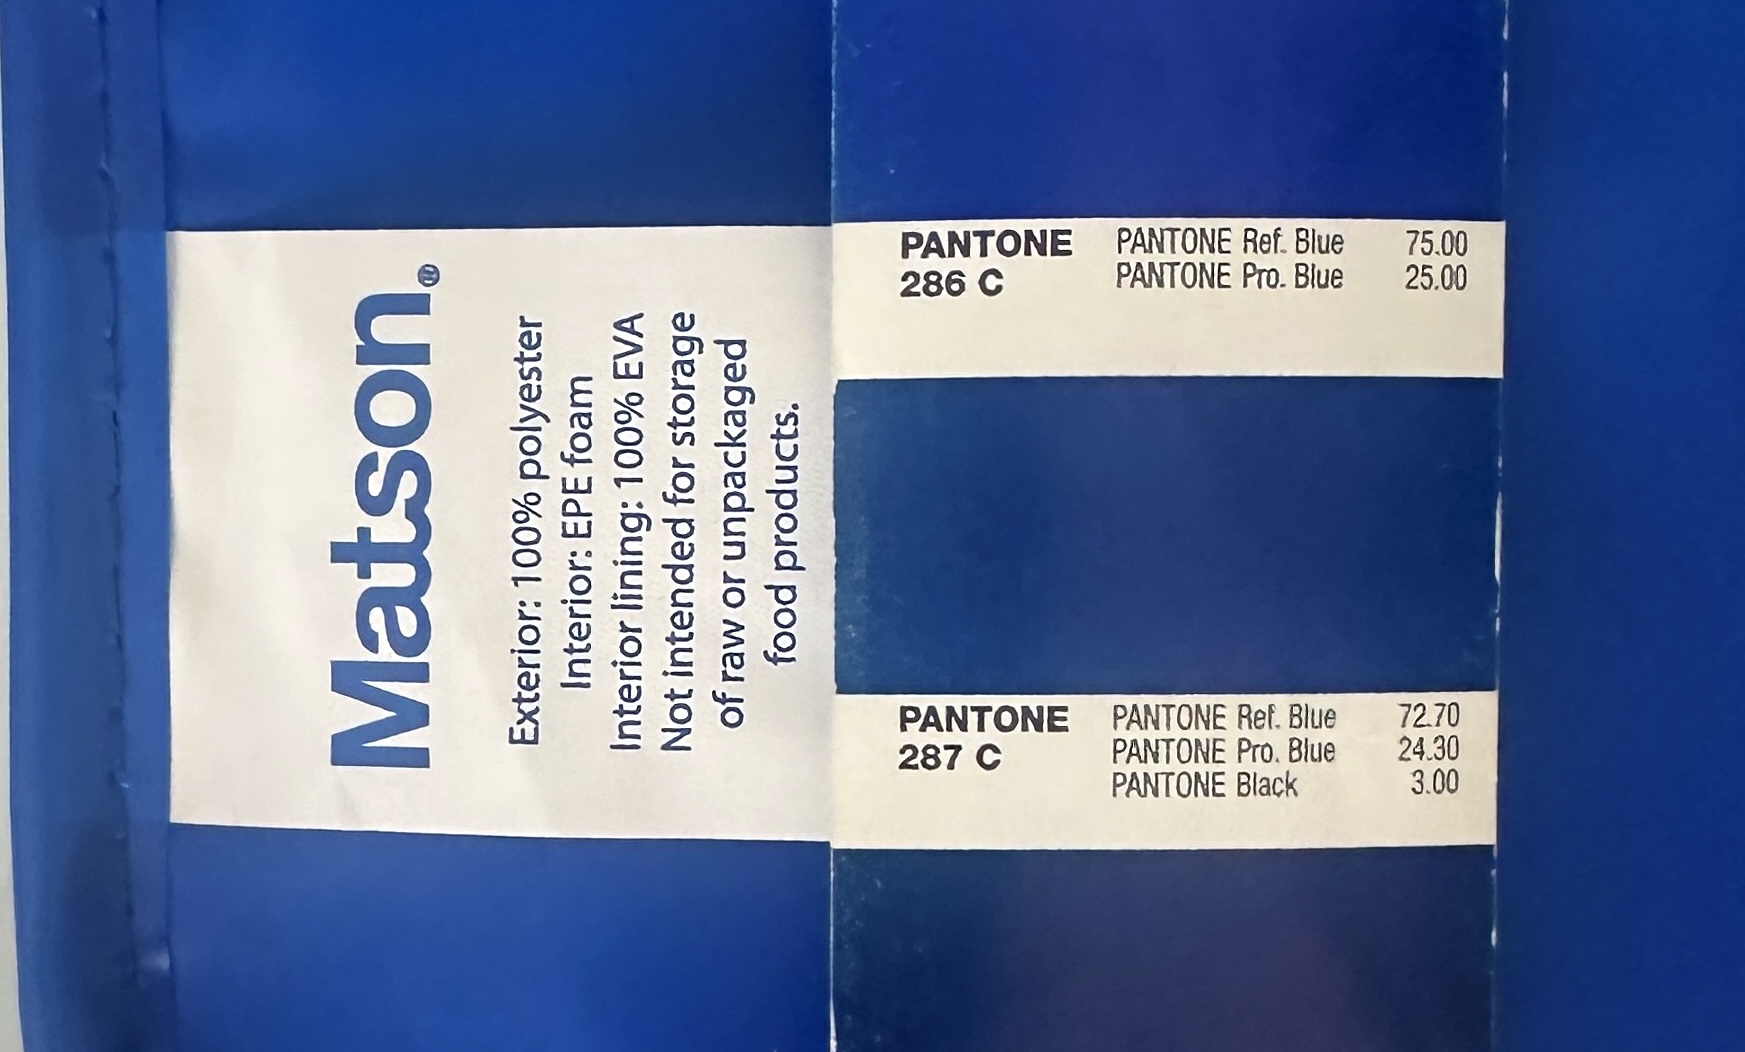 Matson®
Exterior: 100% polyester
Interior: EPE foam
Interior lining: 100% EVA
Not intended for storage
of raw or unpackaged
food products.
PANTONE PANTONE Ref. Blue 75.00
286 C PANTONE Pro. Blue 25.00
PANTONE PANTONE Ref. Blue 72.70
287 C PANTONE Pro. Blue 24.30
PANTONE Black 3.00